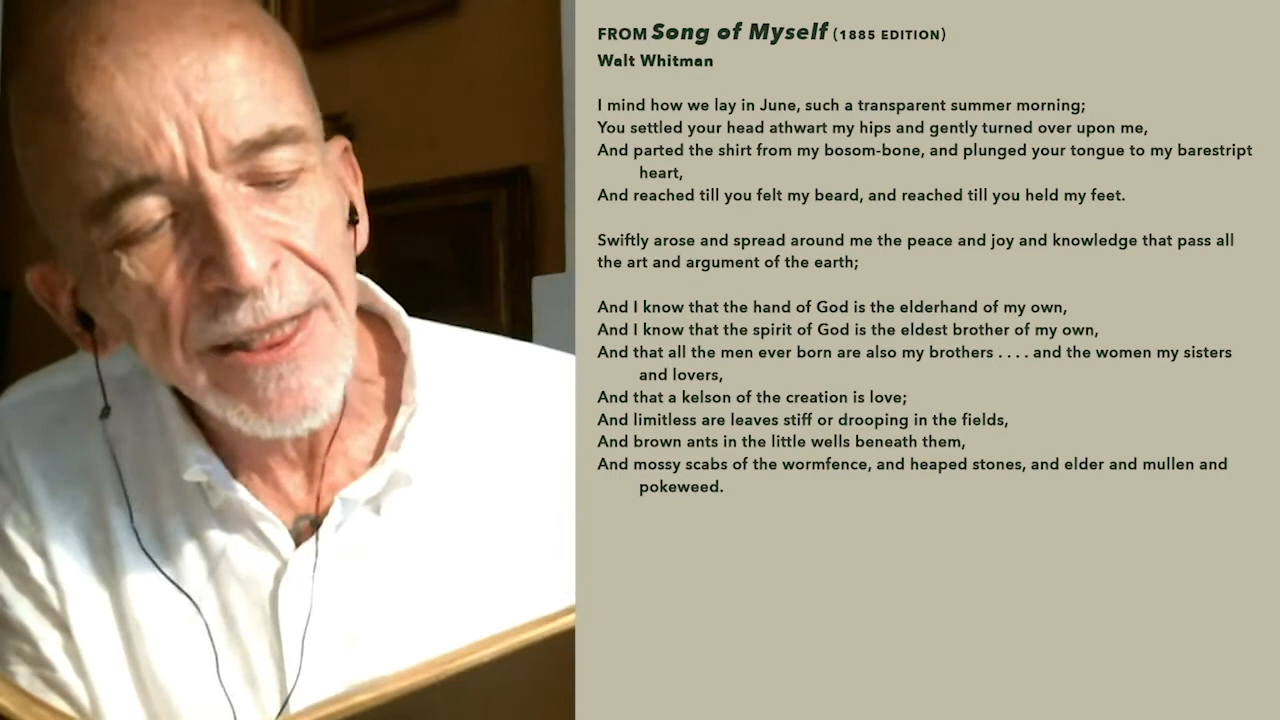 FROM Song of Myself (1885 EDITION)
Walt Whitman
I mind how we lay in June, such a transparent summer morning;
You settled your head athwart my hips and gently turned over upon me,
And parted the shirt from my bosom-bone, and plunged your tongue to my barestript
heart,
And reached till you felt my beard, and reached till you held my feet.
Swiftly arose and spread around me the peace and joy and knowledge that pass all
the art and argument of the earth;
And I know that the hand of God is the elderhand of my own,
And I know that the spirit of God is the eldest brother of my own,
And that all the men ever born are also my brothers . . . . and the women my sisters
and lovers,
And that a kelson of the creation is love;
And limitless are leaves stiff or drooping in the fields,
And brown ants in the little wells beneath them,
And mossy scabs of the wormfence, and heaped stones, and elder and mullen and
pokeweed.